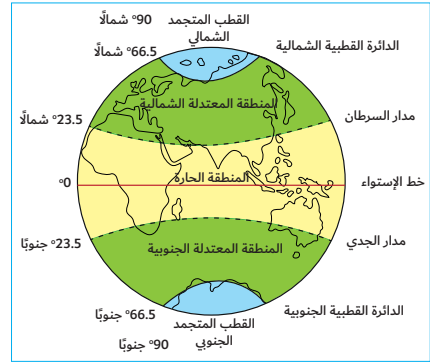 القطب المتجمد
الشمالي
90° شمالًا
الدائرة القطبية الشمالية
66.5° شمالًا
المنطقة المعتدلة الشمالية
مدار السرطان
23.5° شمالًا
المنطقة الحارة
خط الإستواء
0°
مدار الجدي
23.5° جنوبًا
المنطقة المعتدلة الجنوبية
الدائرة القطبية الجنوبية
66.5° جنوبًا
القطب المتجمد
الجنوبي
90° جنوبًا